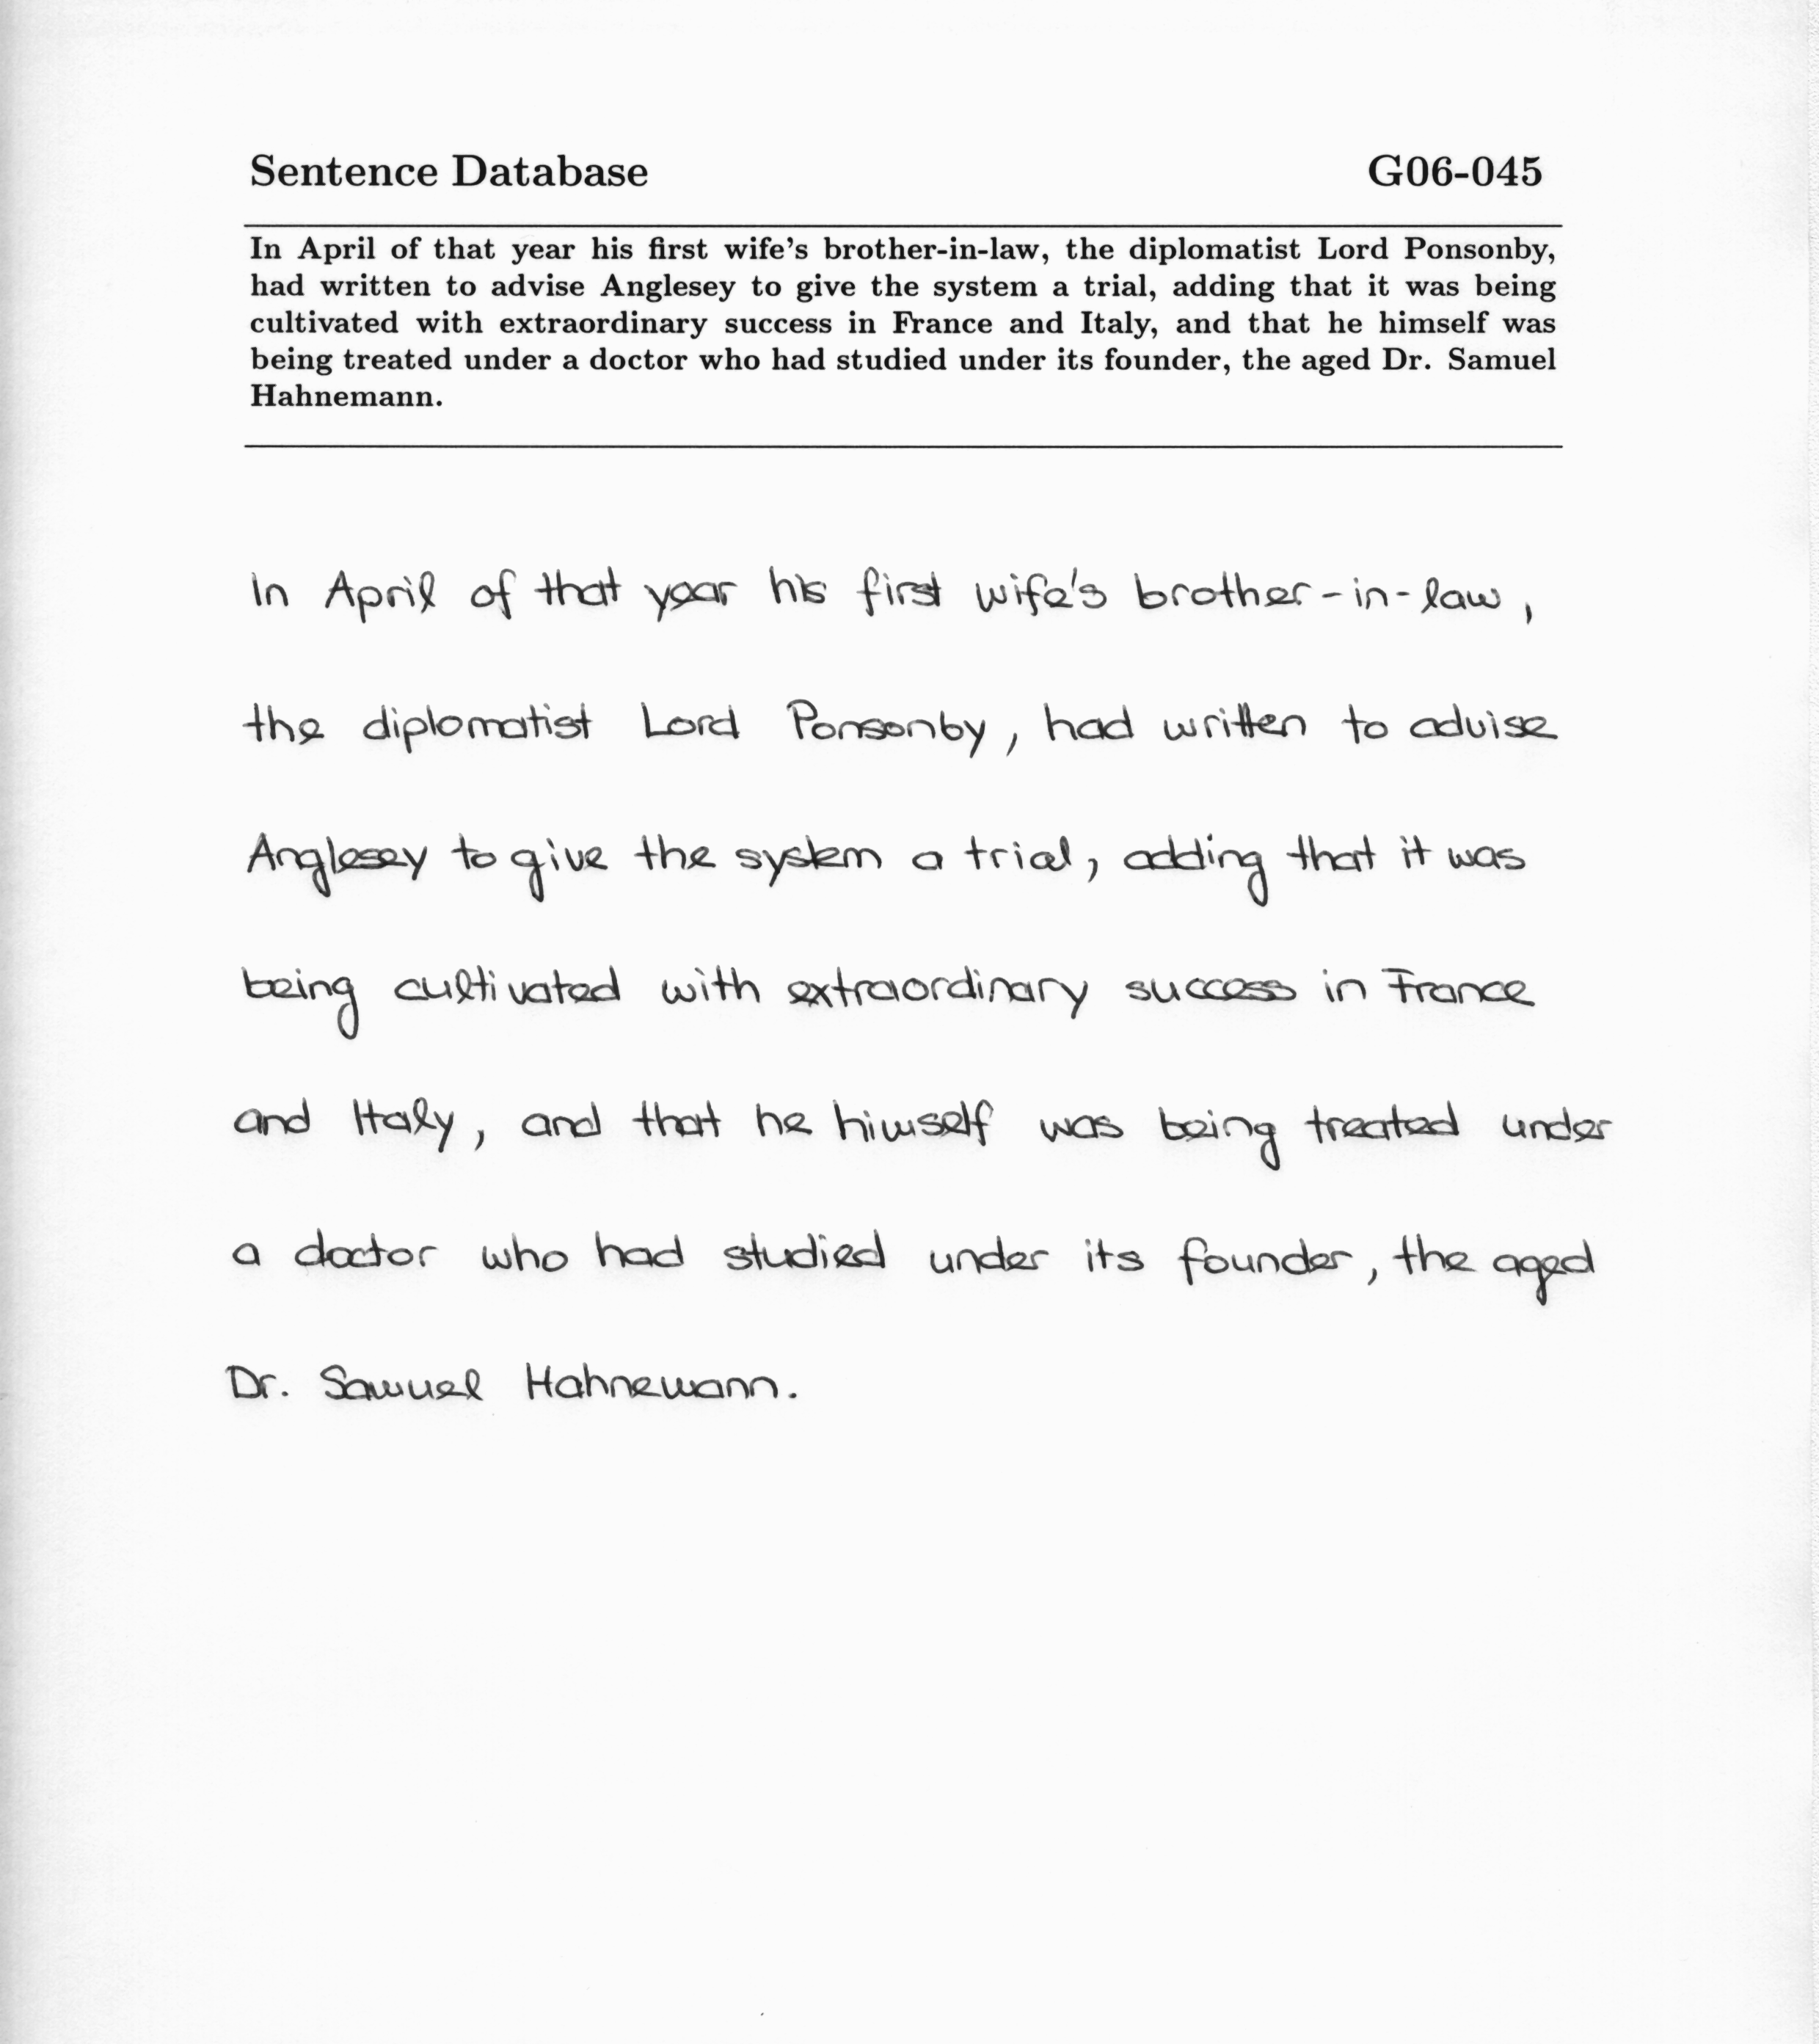 Sentence Database G06-045
In April of that year his first wife's brother-in-law, the diplomatist Lord Ponsonby,
had written to advise Anglesey to give the system a trial, adding that it was being
cultivated with extraordinary success in France and Italy, and that he himself was
being treated under a doctor who had studied under its founder, the aged Dr. Samuel
Hahnemann.
In April of that year his first wife's brother-in-law,
the diplomatist Lord Ponsonby, had written to advise
Anglesey to give the system a trial, adding that it was
being cultivated with extraordinary success in France
and Italy, and that he himself was being treated under
a doctor who had studied under its founder, the aged
Dr. Samuel Hahnemann.